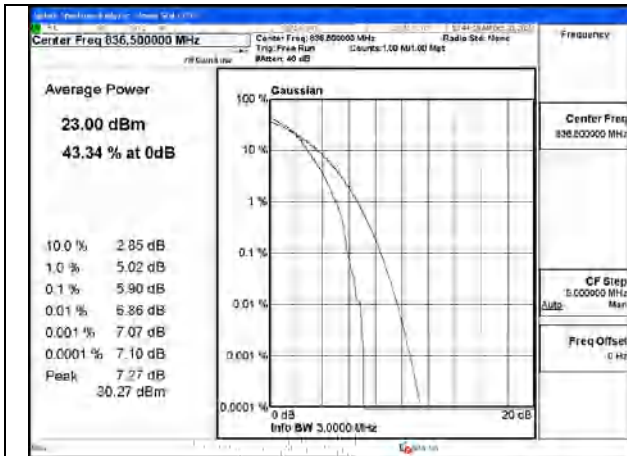 Center Freq 836.500000 MHz
Center Freq: 836.500000 MHz
Radio Std: None
Trig: Free Run
Counts: 1.00 M/1.00 Mpt
#Atten: 40 dB
Frequency
Average Power
23.00 dBm
43.34 % at 0dB
10.0 % 2.85 dB
1.0 % 5.02 dB
0.1 % 5.90 dB
0.01 % 6.86 dB
0.001 % 7.07 dB
0.0001 % 7.10 dB
Peak 7.27 dB
30.27 dBm
Gaussian
100 %
10 %
1 %
0.1 %
0.01 %
0.001 %
0.0001 %
0 dB
20 dB
Info BW 3.0000 MHz
Center Freq
836.500000 MHz
CF Step
5.000000 MHz
Auto Man
Freq Offset
0 Hz